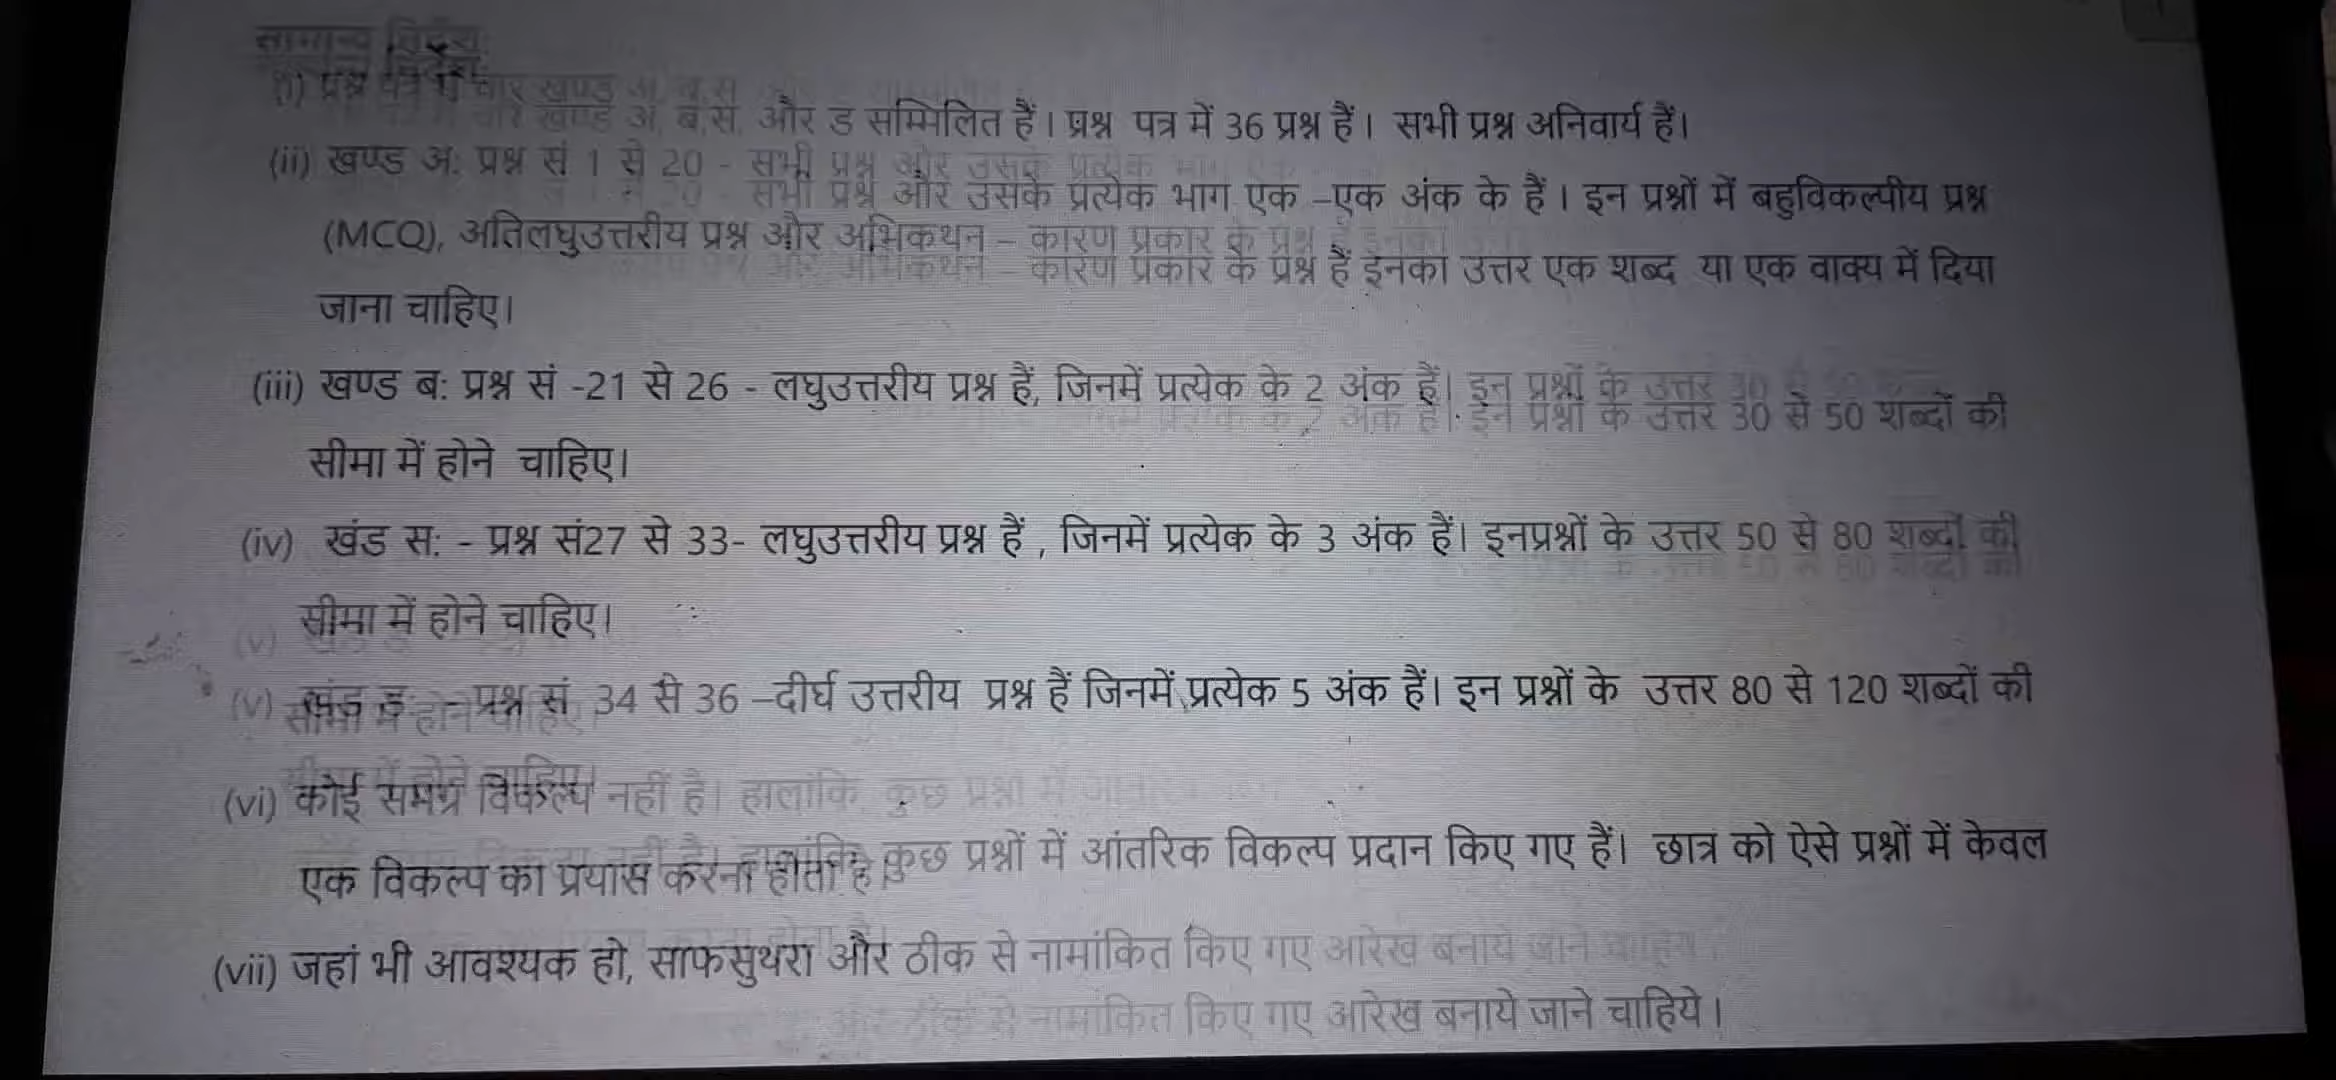 सामान्य निर्देश:
(i) प्रश्न पत्र में चार खण्ड अ, ब,स, और ड सम्मिलित हैं। प्रश्न पत्र में 36 प्रश्न हैं। सभी प्रश्न अनिवार्य हैं।
(ii) खण्ड अ: प्रश्न सं 1 से 20 - सभी प्रश्न और उसके प्रत्येक भाग एक –एक अंक के हैं। इन प्रश्नों में बहुविकल्पीय प्रश्न
(MCQ), अतिलघुउत्तरीय प्रश्न और अभिकथन – कारण प्रकार के प्रश्न हैं इनका उत्तर एक शब्द या एक वाक्य में दिया
जाना चाहिए।
(iii) खण्ड ब: प्रश्न सं -21 से 26 - लघुउत्तरीय प्रश्न हैं, जिनमें प्रत्येक के 2 अंक हैं। इन प्रश्नों के उत्तर 30 से 50 शब्दों की
सीमा में होने चाहिए।
(iv) खंड स: - प्रश्न सं27 से 33- लघुउत्तरीय प्रश्न हैं , जिनमें प्रत्येक के 3 अंक हैं। इनप्रश्नों के उत्तर 50 से 80 शब्दों की
सीमा में होने चाहिए।
(v) खंड ड: - प्रश्न सं 34 से 36 –दीर्घ उत्तरीय प्रश्न हैं जिनमें प्रत्येक 5 अंक हैं। इन प्रश्नों के उत्तर 80 से 120 शब्दों की
सीमा में होने चाहिए।
(vi) कोई समग्र विकल्प नहीं है। हालांकि, कुछ प्रश्नों में आंतरिक विकल्प प्रदान किए गए हैं। छात्र को ऐसे प्रश्नों में केवल
एक विकल्प का प्रयास करना होता है।
(vii) जहां भी आवश्यक हो, साफसुथरा और ठीक से नामांकित किए गए आरेख बनाये जाने चाहिये।